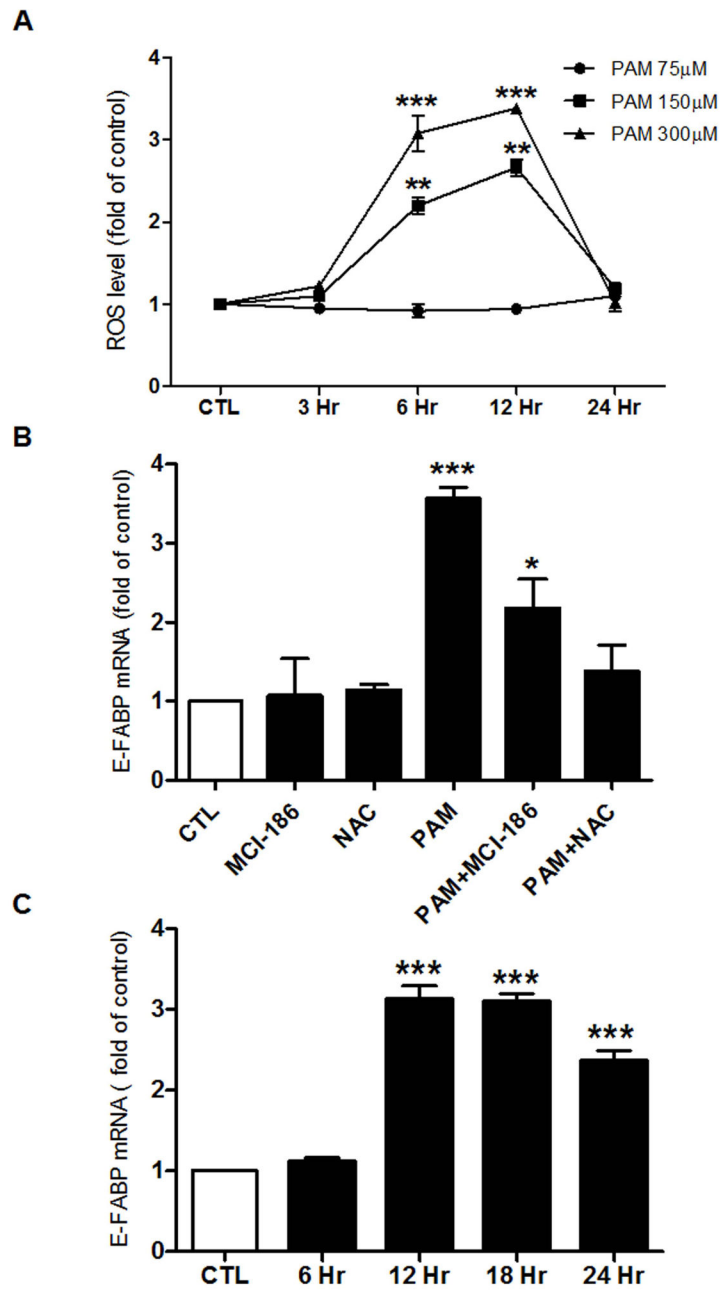 A
ROS level (fold of control)
4
3
2
1
0
*** ***
** **
PAM 75μM
PAM 150μM
PAM 300μM
CTL 3 Hr 6 Hr 12 Hr 24 Hr
B
E-FABP mRNA (fold of control)
4
3
2
1
0
***
*
CTL MCI-186 NAC PAM PAM+MCI-186 PAM+NAC
C
E-FABP mRNA ( fold of control)
4
3
2
1
0
*** *** ***
CTL 6 Hr 12 Hr 18 Hr 24 Hr